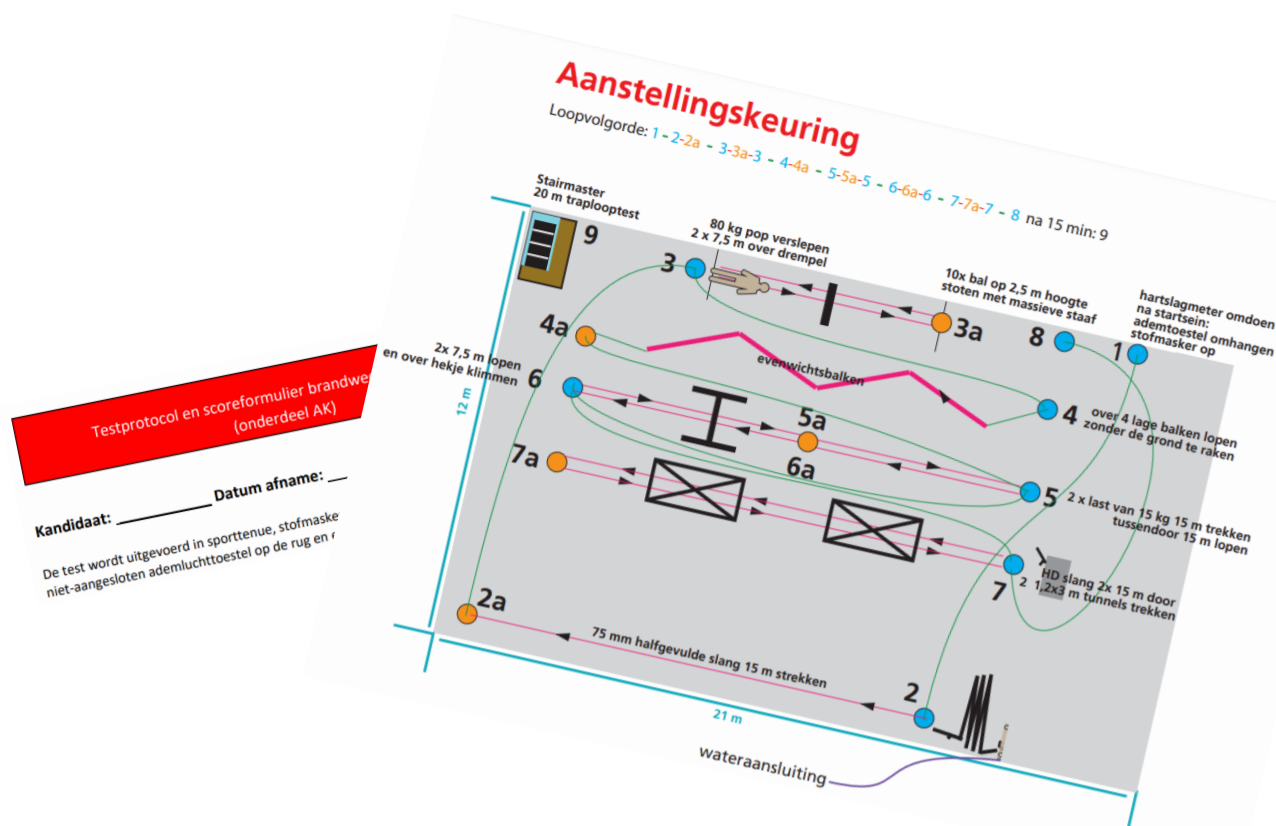 Aanstellingskeuring
Loopvolgorde: 1 - 2-2a - 3-3a-3 - 4-4a - 5-5a-5 - 6-6a-6 - 7-7a-7 - 8 na 15 min: 9
Stairmaster
20 m traplooptest
9
80 kg pop verslepen
2 x 7,5 m over drempel
3
3a
10x bal op 2,5 m hoogte
stoten met massieve staaf
8
hartslagmeter omdoen
na startsein:
ademtoestel omhangen
stofmasker op
1
4a
evenwichtsbalken
4
over 4 lage balken lopen
zonder de grond te raken
2x 7,5 m lopen
en over hekje klimmen
6
5a
6a
5
2 x last van 15 kg 15 m trekken
tussendoor 15 m lopen
7a
7
HD slang 2x 15 m door
2 1,2x3 m tunnels trekken
2a
75 mm halfgevulde slang 15 m strekken
2
12 m
21 m
wateraansluiting
Testprotocol en scoreformulier brandwe
(onderdeel AK)
Kandidaat: __________ Datum afname: __
De test wordt uitgevoerd in sporttenue, stofmaske
niet-aangesloten ademluchttoestel op de rug en